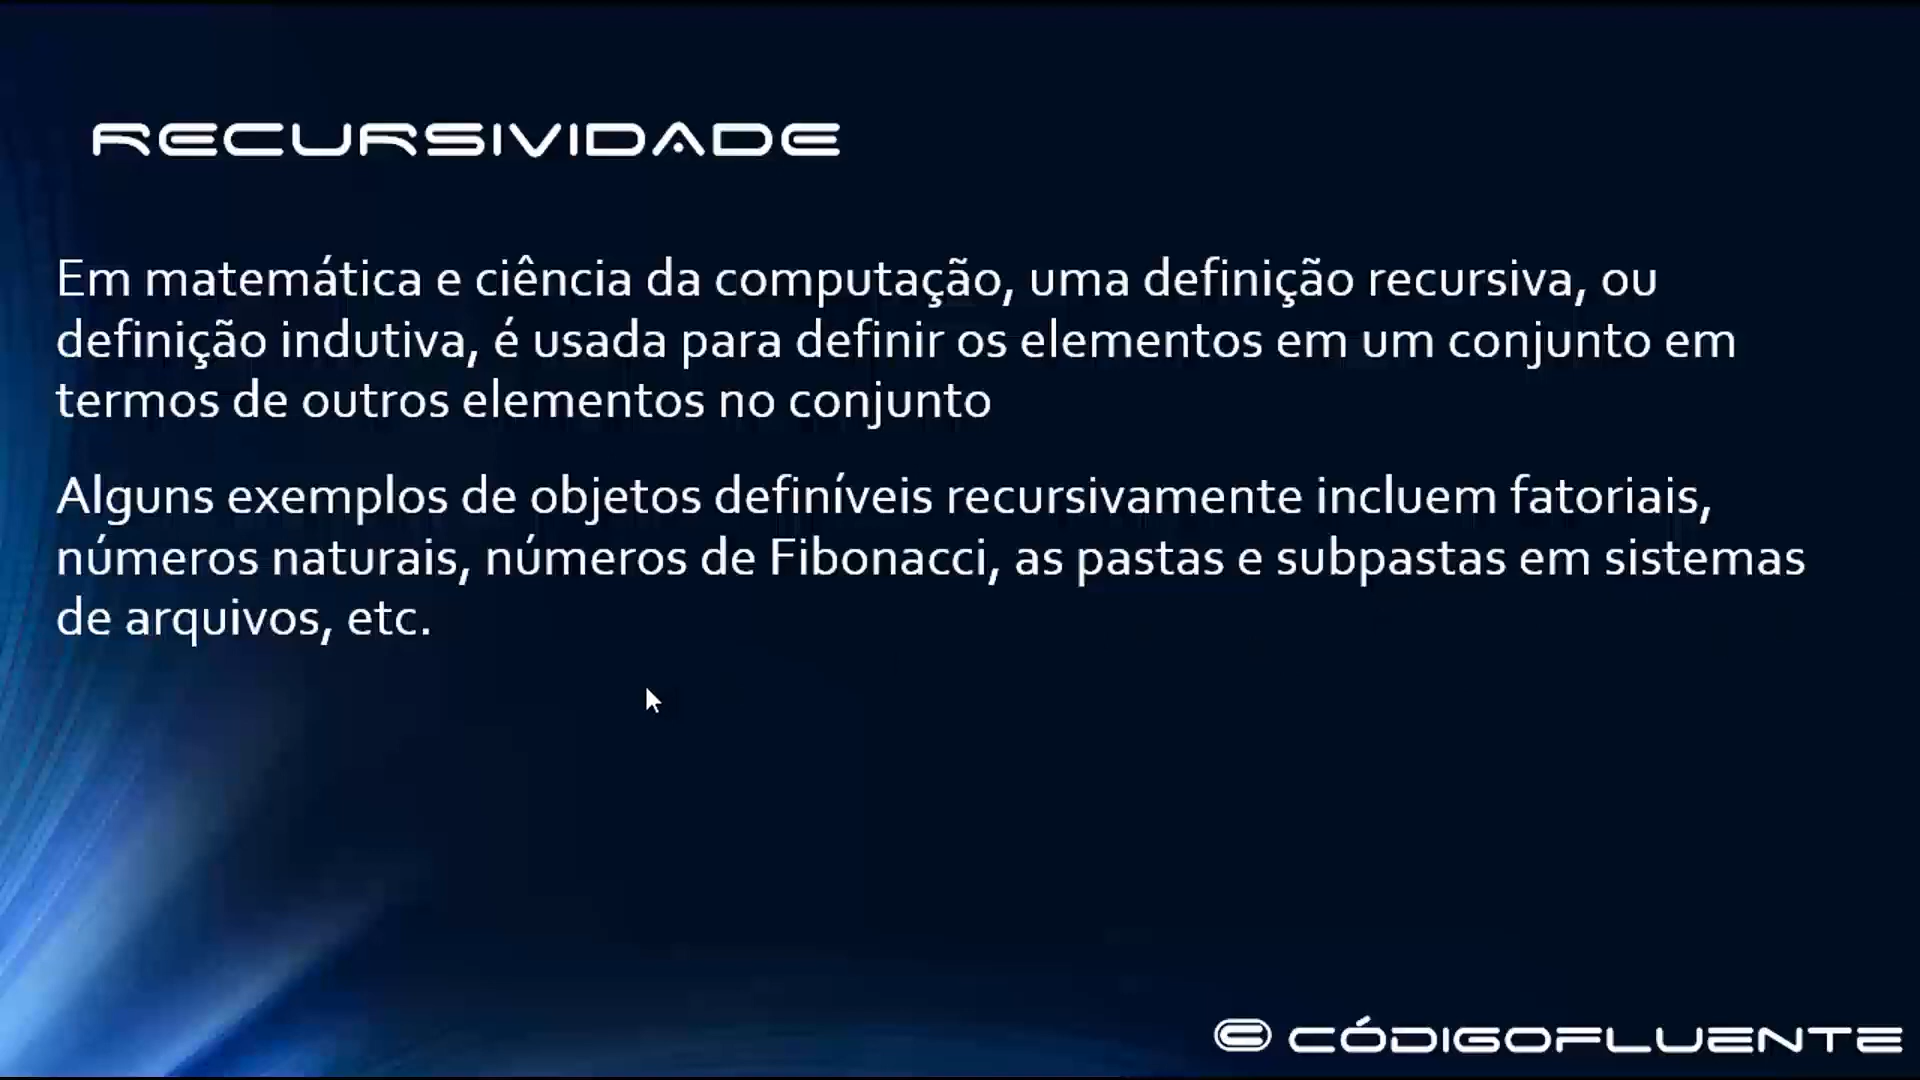 RECURSIVIDADE
Em matemática e ciência da computação, uma definição recursiva, ou
definição indutiva, é usada para definir os elementos em um conjunto em
termos de outros elementos no conjunto
Alguns exemplos de objetos definíveis recursivamente incluem fatoriais,
números naturais, números de Fibonacci, as pastas e subpastas em sistemas
de arquivos, etc.
CÓDIGOFLUENTE